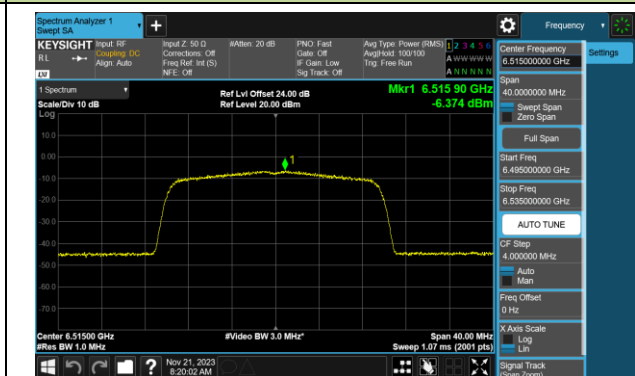 Spectrum Analyzer 1
Swept SA
+
Frequency
KEYSIGHT Input: RF
RL
Coupling: DC
Align: Auto
Input Z: 50 Ω
Corrections: Off
Freq Ref: Int (S)
NFE: Off
#Atten: 20 dB
PNO: Fast
Gate: Off
IF Gain: Low
Sig Track: Off
Avg Type: Power (RMS)
Avg|Hold: 100/100
Trig: Free Run
1 2 3 4 5 6
A W W W W W
A N N N N N
LW
1 Spectrum
Scale/Div 10 dB
Log
Ref Lvl Offset 24.00 dB
Ref Level 20.00 dBm
Mkr1 6.515 90 GHz
-6.374 dBm
10.0
0.00
-10.0
-20.0
-30.0
-40.0
-50.0
-60.0
-70.0
1
Center 6.51500 GHz
#Res BW 1.0 MHz
#Video BW 3.0 MHz*
Span 40.00 MHz
Sweep 1.07 ms (2001 pts)
Nov 21, 2023
8:20:02 AM
?
Center Frequency
6.515000000 GHz
Settings
Span
40.0000000 MHz
Swept Span
Zero Span
Full Span
Start Freq
6.495000000 GHz
Stop Freq
6.535000000 GHz
AUTO TUNE
CF Step
4.000000 MHz
Auto
Man
Freq Offset
0 Hz
X Axis Scale
Log
Lin
Signal Track
(Span Zoom)